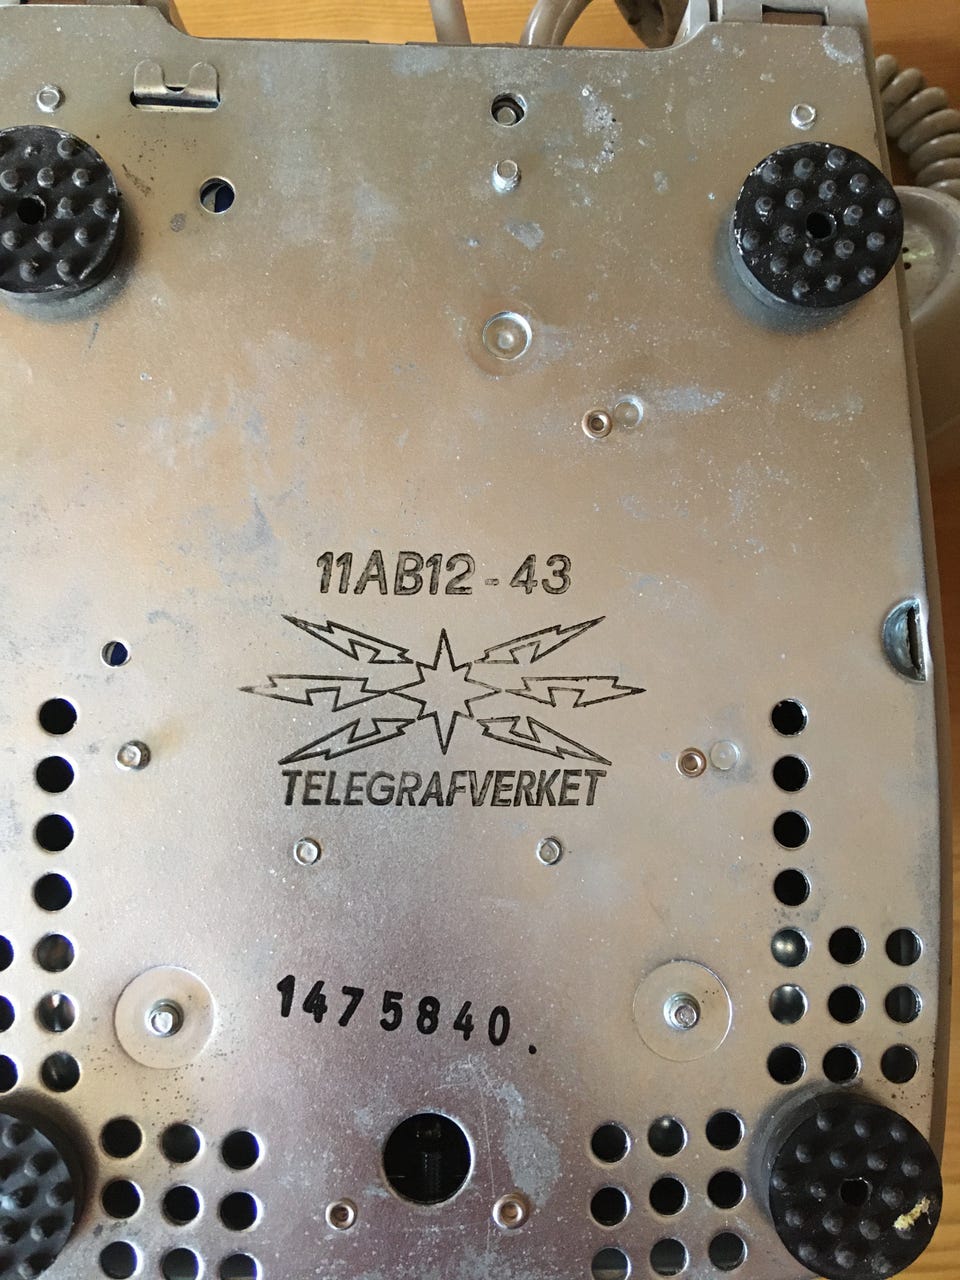 11AB12-43
TELEGRAFVERKET
1475840.